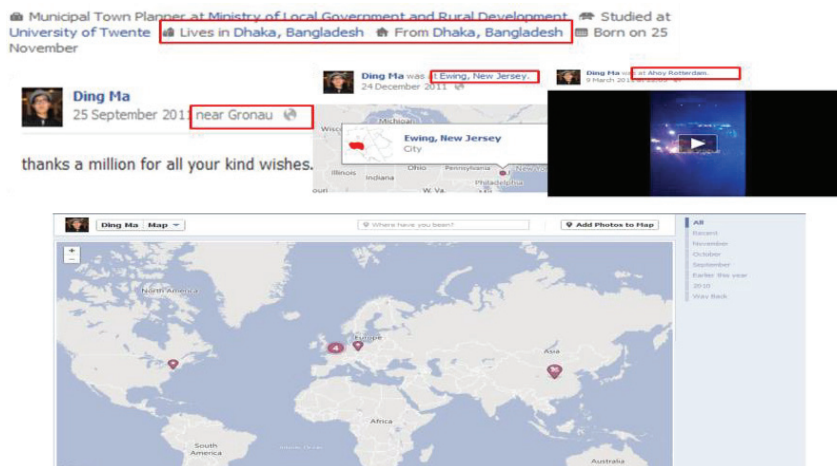 Municipal Town Planner at Ministry of Local Government and Rural Development Studied at
University of Twente Lives in Dhaka, Bangladesh From Dhaka, Bangladesh Born on 25
November
Ding Ma
25 September 2011 near Gronau
thanks a million for all your kind wishes.
Ding Ma was at Ewing, New Jersey.
24 December 2011
Michigan
Ewing, New Jersey
City
Illinois
Indiana
Ohio
Pennsylvania
Philadelphia
W. Va.
Ding Ma was at Ahoy Rotterdam.
Ding Ma Map
Where have you been?
Add Photos to Map
+
-
North America
Europe
4
Asia
Africa
South
America
Australia
All
Recent
November
October
September
Earlier this year
2010
Way Back